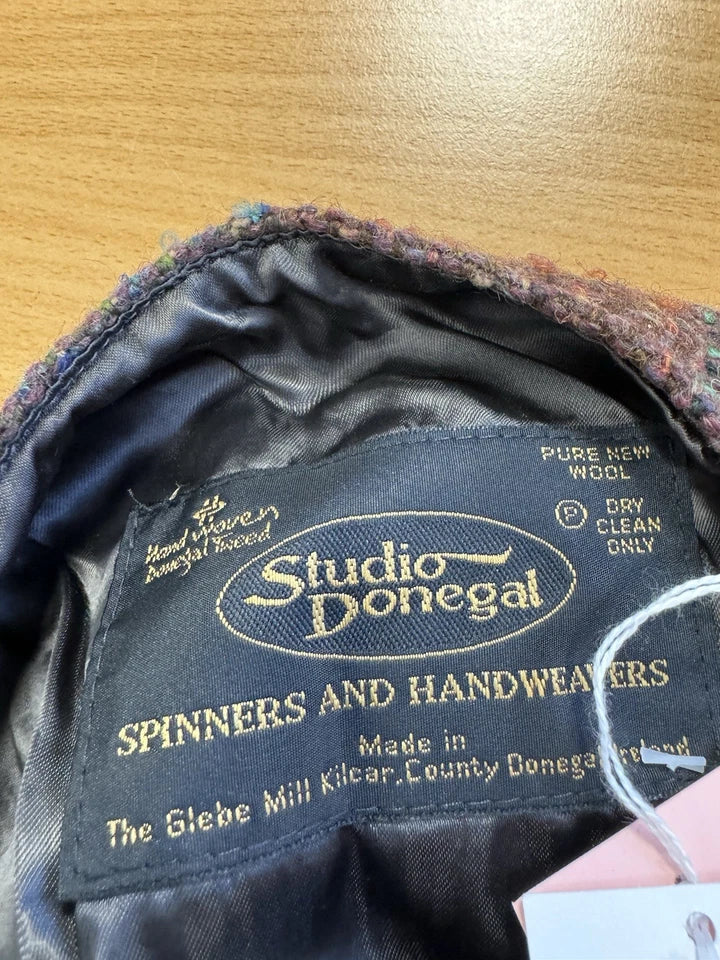 PURE NEW
WOOL
Hand Woven
Donegal Tweed
P
DRY
CLEAN
ONLY
Studio
Donegal
SPINNERS AND HANDWEAVERS
Made in
The Glebe Mill Kilcar, County Donegal Ireland